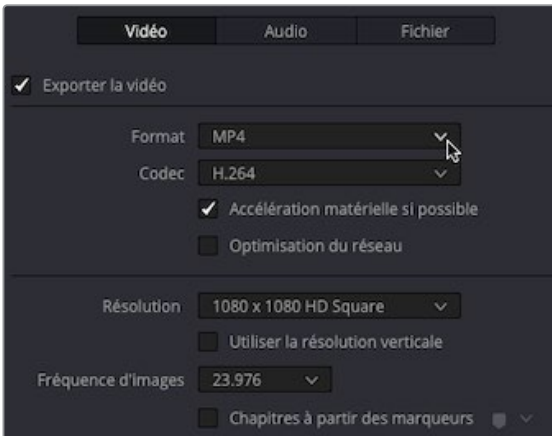 Vidéo Audio Fichier
Exporter la vidéo
Format MP4
Codec H.264
Accélération matérielle si possible
Optimisation du réseau
Résolution 1080 x 1080 HD Square
Utiliser la résolution verticale
Fréquence d'images 23.976
Chapitres à partir des marqueurs